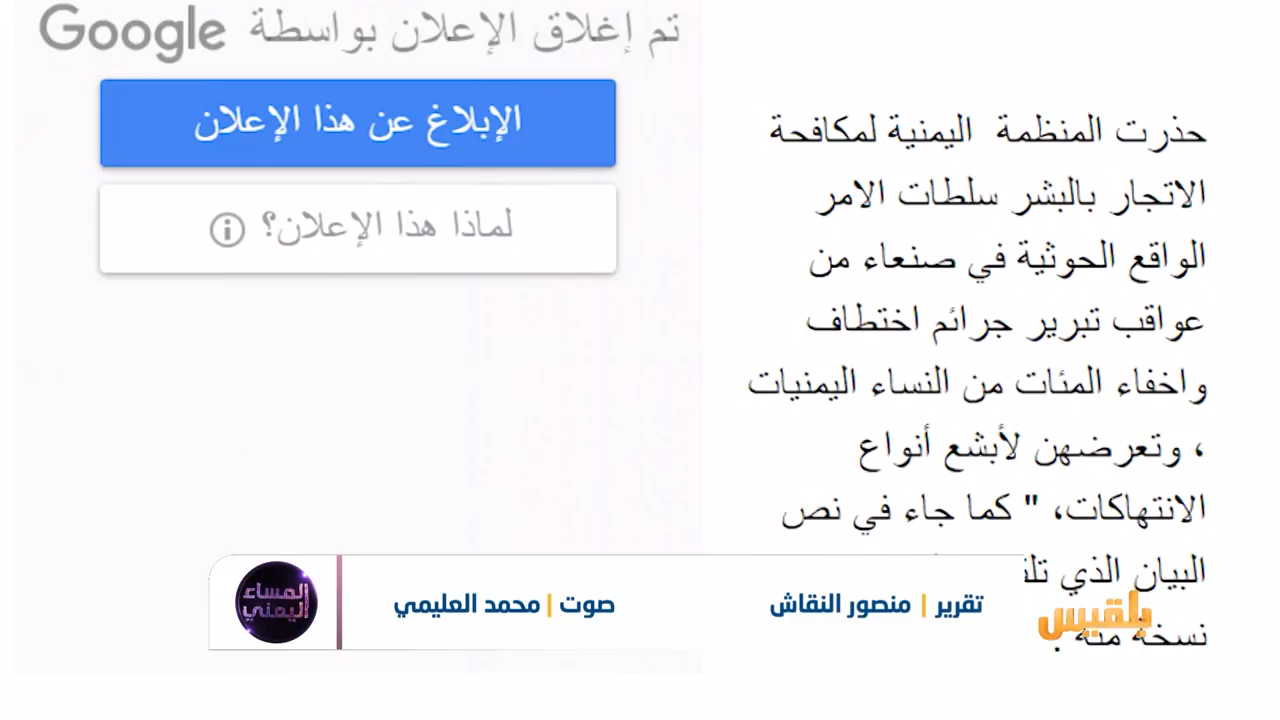 تم إغلاق الإعلان بواسطة Google
الإبلاغ عن هذا الإعلان
لماذا هذا الإعلان؟
حذرت المنظمة اليمنية لمكافحة
الاتجار بالبشر سلطات الامر
الواقع الحوثية في صنعاء من
عواقب تبرير جرائم اختطاف
واخفاء المئات من النساء اليمنيات
، وتعرضهن لأبشع أنواع
الانتهاكات، " كما جاء في نص
البيان الذي
نسخة منه .
تقرير | منصور النقاش
صوت | محمد العليمي
المساء
اليمني
بلقيس